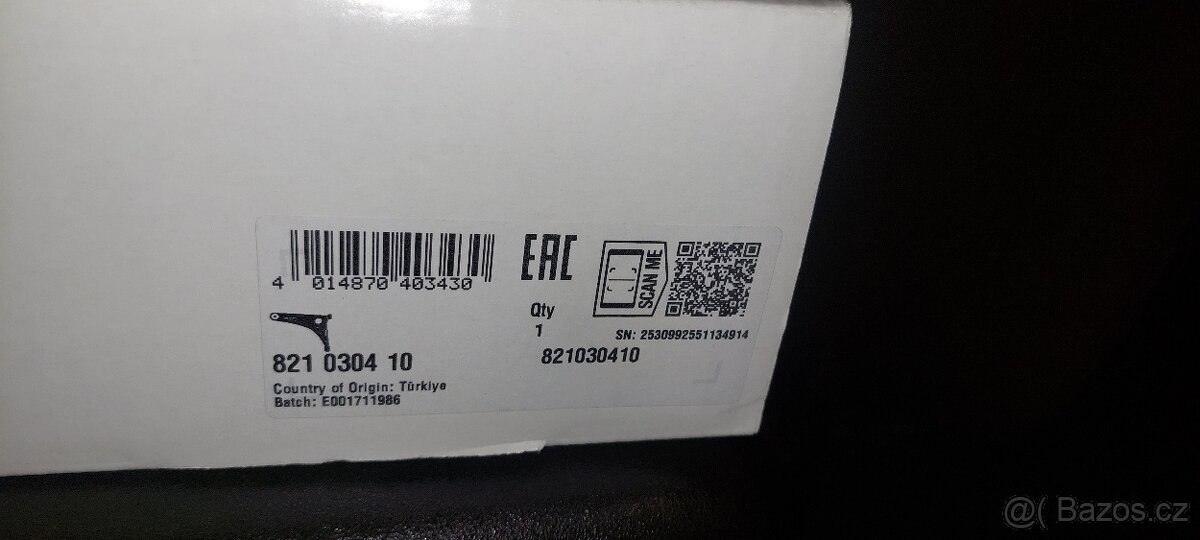 4 014870 403430
EAC
SCAN ME
Qty
1
SN: 2530992551134914
821 0304 10
821030410
Country of Origin: Türkiye
Batch: E001711986
L
@( Bazos.cz